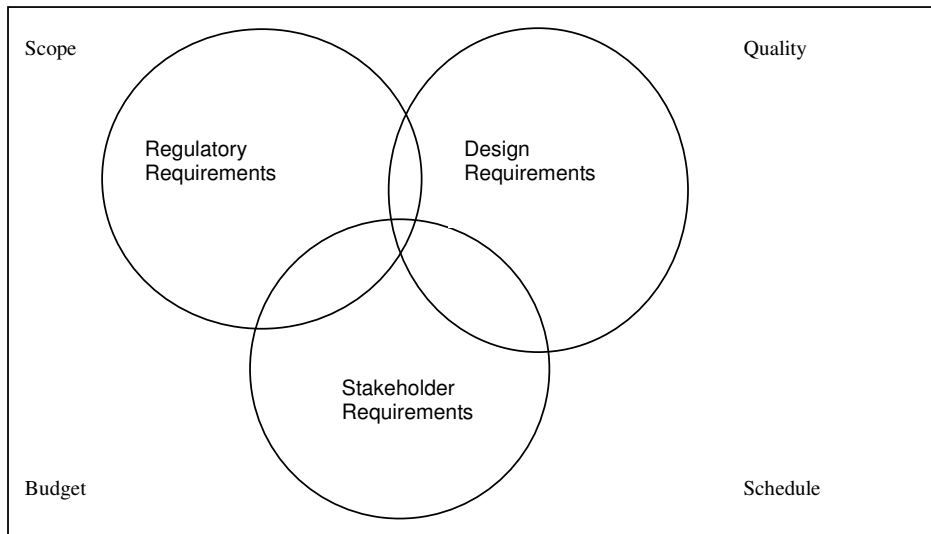 Scope
Quality
Regulatory
Requirements
Design
Requirements
Stakeholder
Requirements
Budget
Schedule